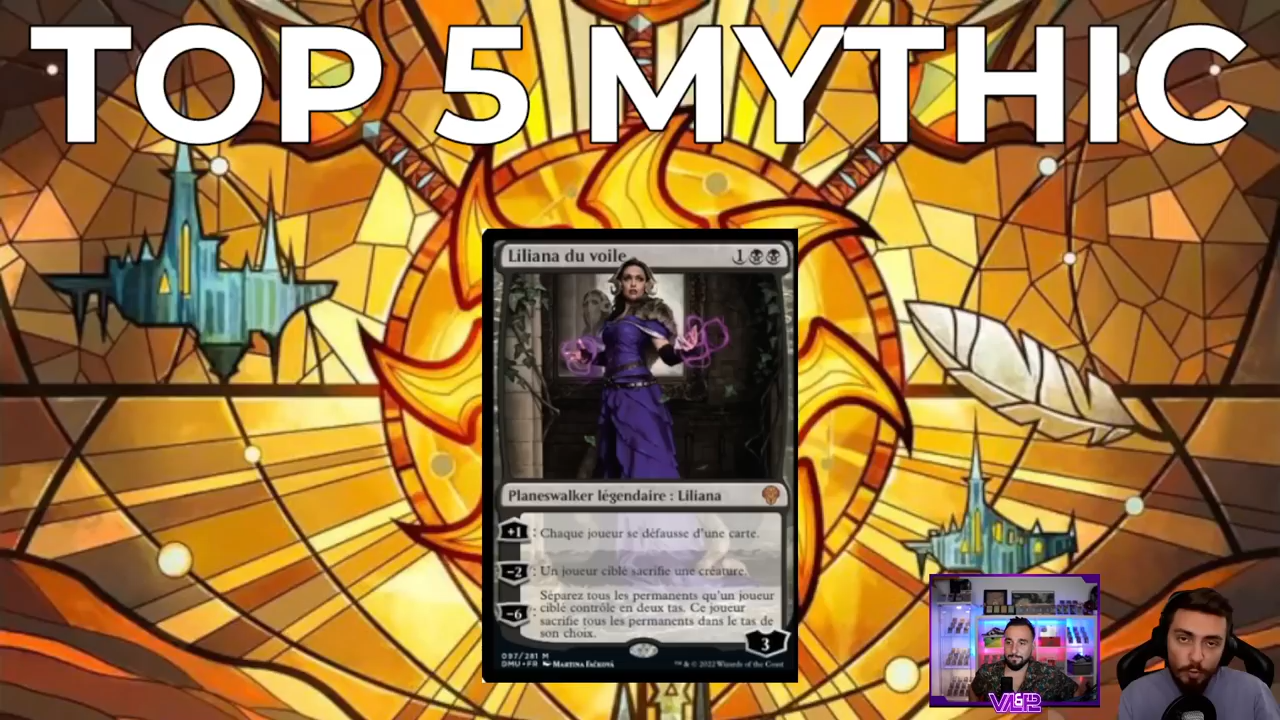 TOP 5 MYTHIC
Liliana du voile
1
Planeswalker légendaire : Liliana
+1 : Chaque joueur se défausse d'une carte.
-2 : Un joueur ciblé sacrifie une créature.
Séparez tous les permanents qu'un joueur
-6 : ciblé contrôle en deux tas. Ce joueur
sacrifie tous les permanents dans le tas de
son choix.
3
097/281 M
DMU • FR Martina Fačková
™ & © 2022 Wizards of the Coast